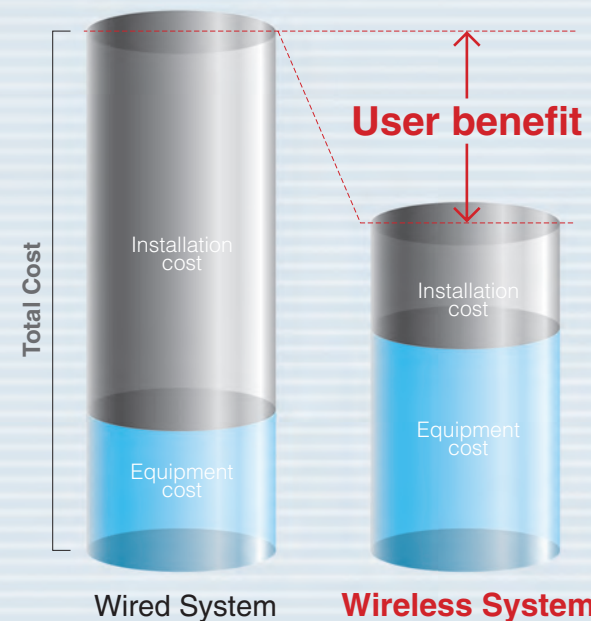 User benefit
Total Cost
Installation
cost
Installation
cost
Equipment
cost
Equipment
cost
Wired System
Wireless System